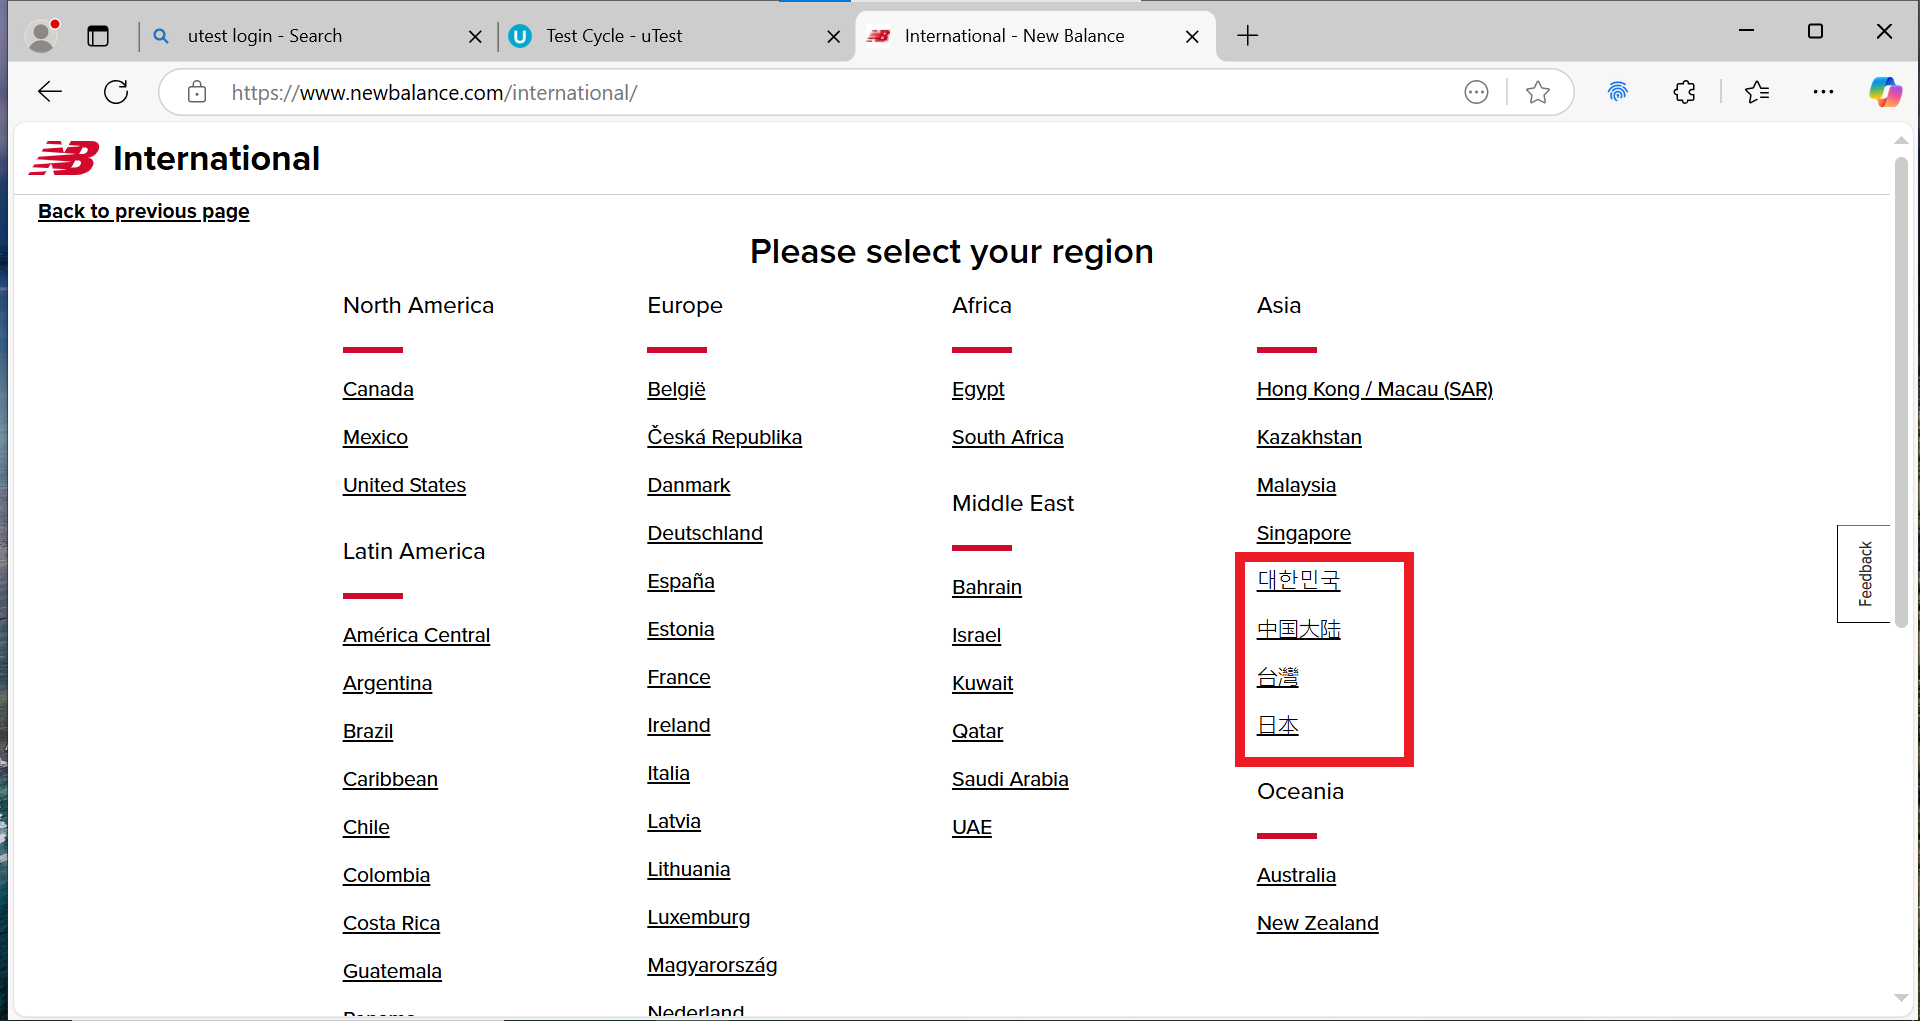 utest login - Search
Test Cycle - uTest
International - New Balance
https://www.newbalance.com/international/
NB International
Back to previous page
Please select your region
North America
Canada
Mexico
United States
Latin America
América Central
Argentina
Brazil
Caribbean
Chile
Colombia
Costa Rica
Guatemala
Panama
Europe
België
Česká Republika
Danmark
Deutschland
España
Estonia
France
Ireland
Italia
Latvia
Lithuania
Luxemburg
Magyarország
Nederland
Africa
Egypt
South Africa
Middle East
Bahrain
Israel
Kuwait
Qatar
Saudi Arabia
UAE
Asia
Hong Kong / Macau (SAR)
Kazakhstan
Malaysia
Singapore
대한민국
中国大陆
台灣
日本
Oceania
Australia
New Zealand
Feedback